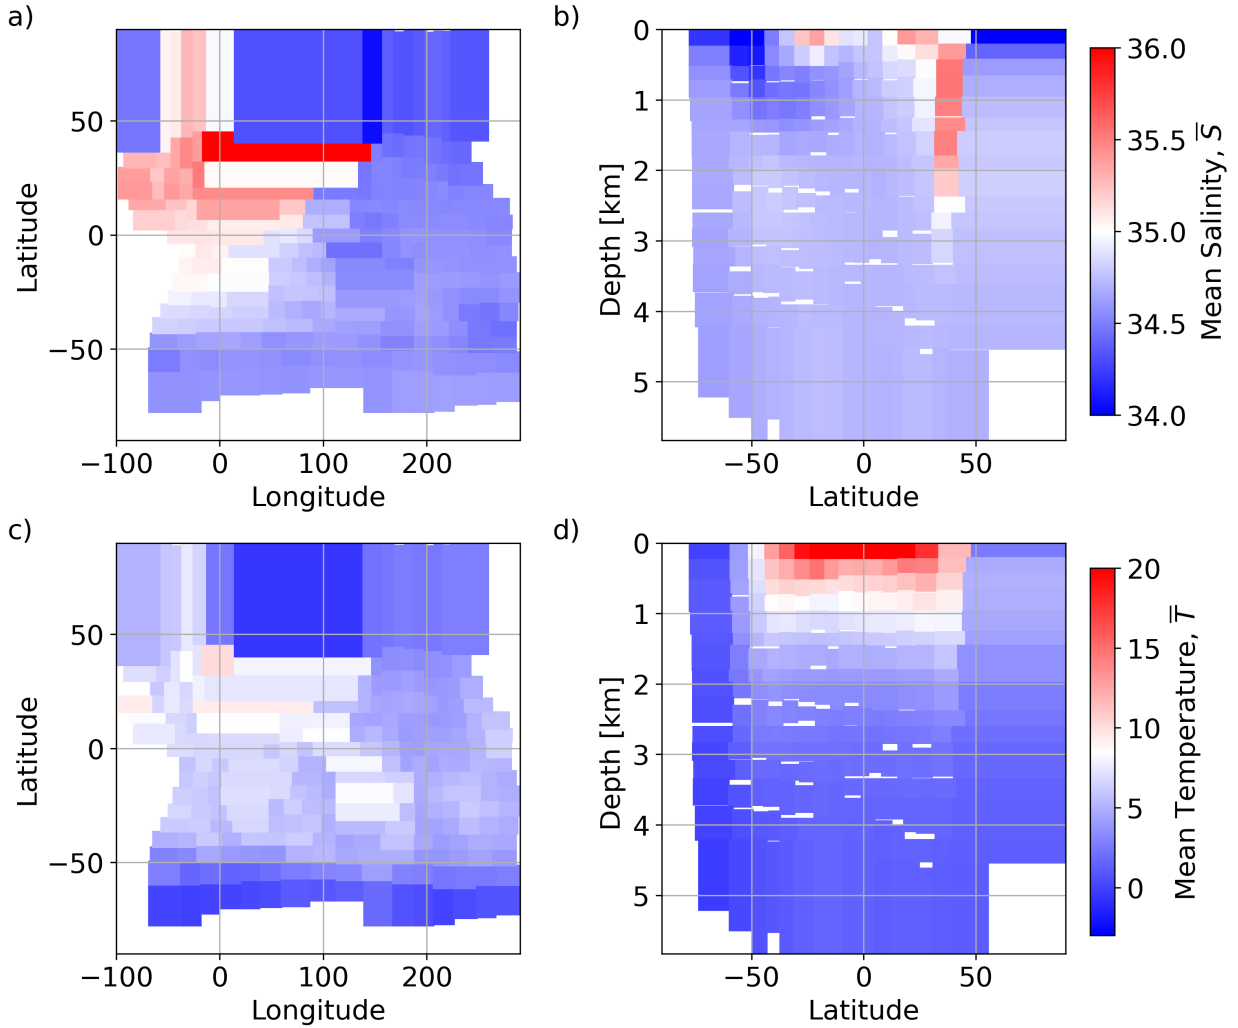 a)
50
0
−50
Latitude
−100 0 100 200
Longitude
b)
0
1
2
3
4
5
Depth [km]
−50 0 50
Latitude
36.0
35.5
35.0
34.5
34.0
Mean Salinity, S̅
c)
50
0
−50
Latitude
−100 0 100 200
Longitude
d)
0
1
2
3
4
5
Depth [km]
−50 0 50
Latitude
20
15
10
5
0
Mean Temperature, T̅